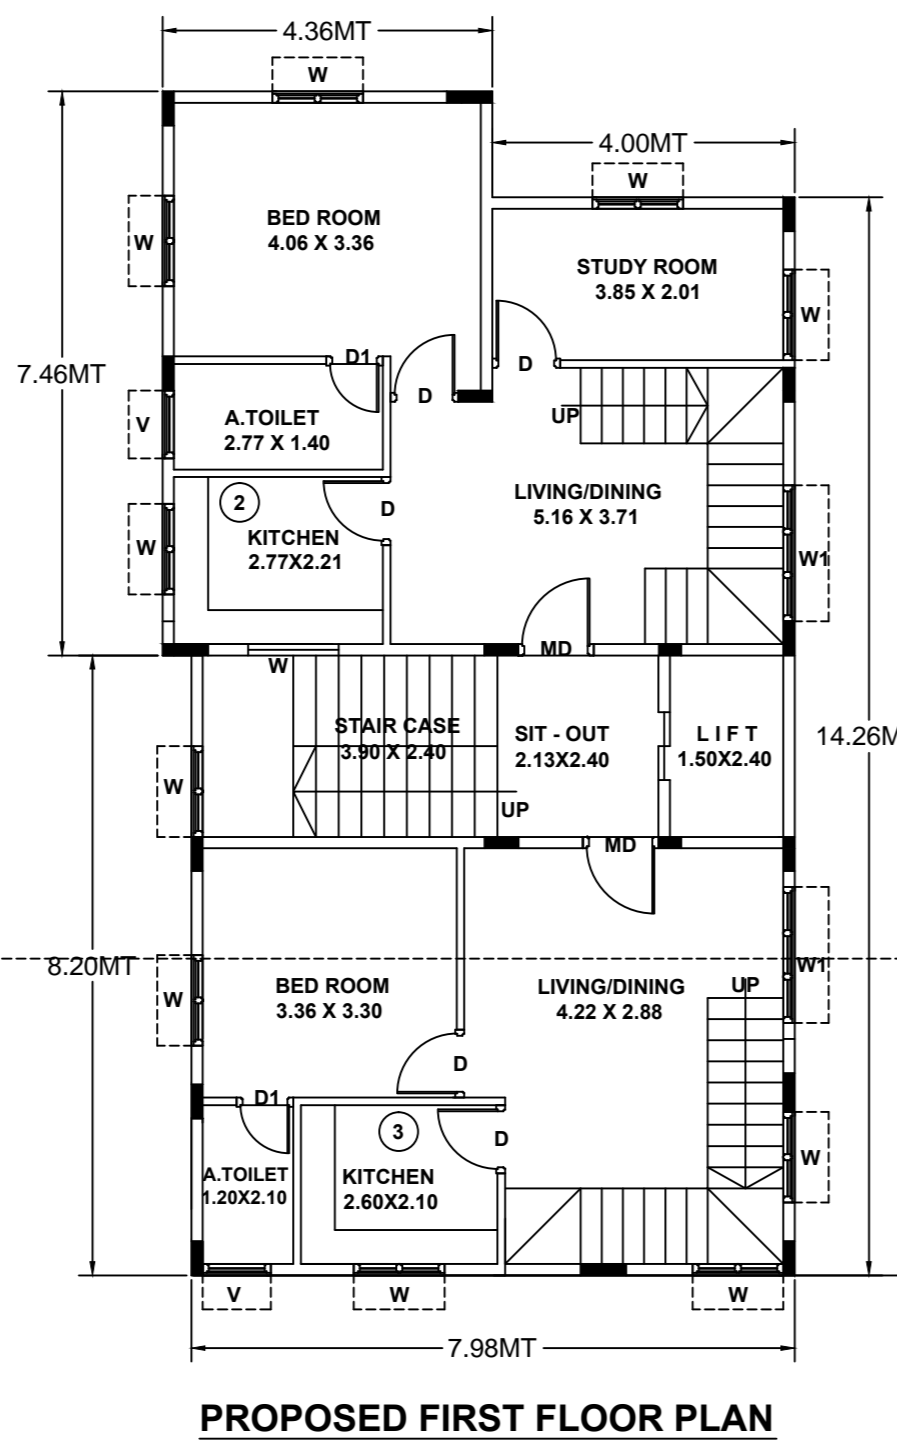 4.36MT
W
4.00MT
W
BED ROOM
4.06 X 3.36
W
STUDY ROOM
3.85 X 2.01
W
7.46MT
D1
D
D
V
A.TOILET
2.77 X 1.40
UP
2
LIVING/DINING
5.16 X 3.71
D
W
KITCHEN
2.77X2.21
W1
MD
W
STAIR CASE
3.90 X 2.40
SIT - OUT
2.13X2.40
L I F T
1.50X2.40
14.26M
W
UP
MD
8.20MT
W
BED ROOM
3.36 X 3.30
LIVING/DINING
4.22 X 2.88
UP
W1
D
D1
3
D
A.TOILET
1.20X2.10
KITCHEN
2.60X2.10
W
V
W
W
7.98MT
PROPOSED FIRST FLOOR PLAN